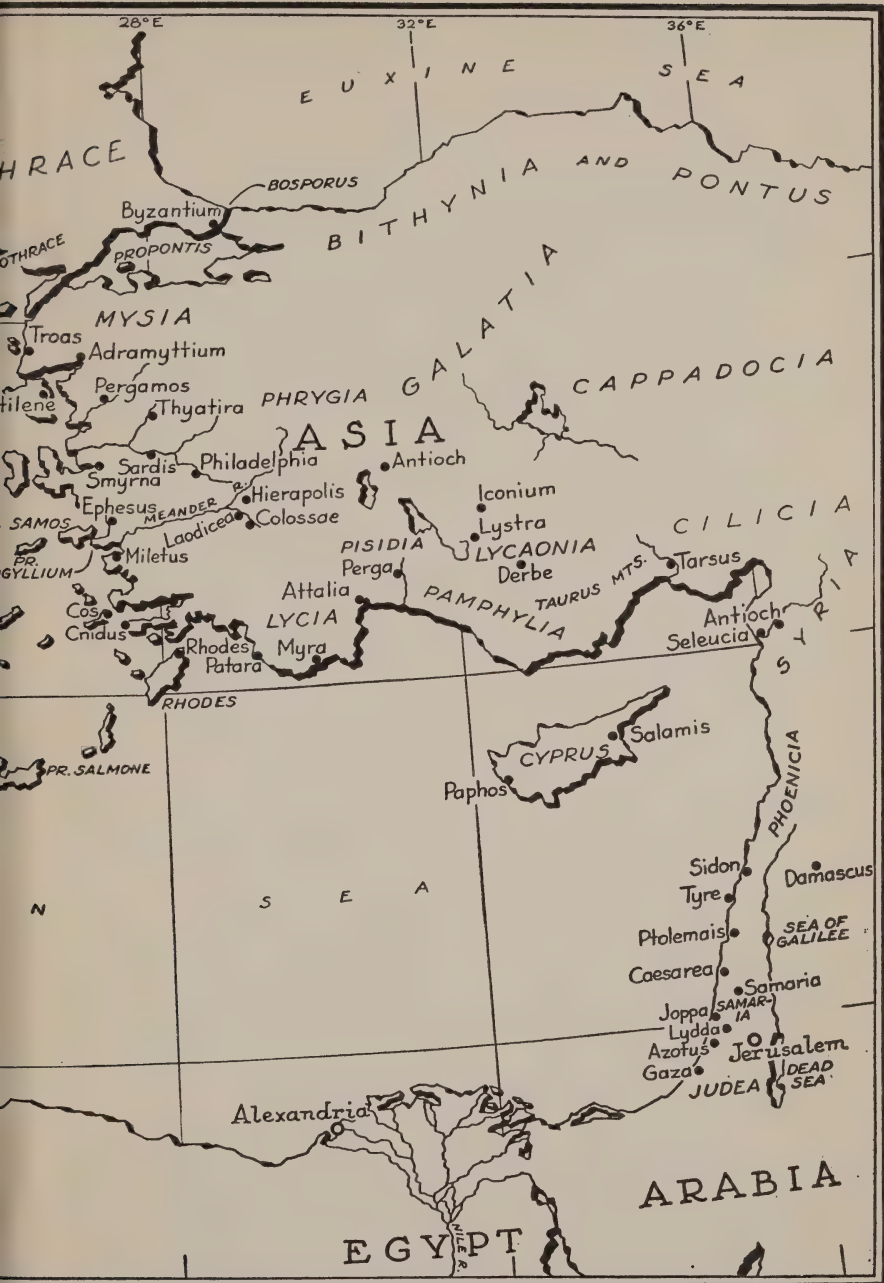 28°E
32°E
36°E
EUXINE SEA
HRACE
BOSPORUS
BITHYNIA AND PONTUS
Byzantium
OTHRACE
PROPONTIS
MYSIA
GALATIA
Troas
Adramyttium
CAPPADOCIA
Pergamos
PHRYGIA
tilene
Thyatira
ASIA
Sardis
Philadelphia
Antioch
Smyrna
MEANDER R.
Hierapolis
Iconium
Ephesus
Laodicea
Colossae
Lystra
CILICIA
SAMOS
PR.
GYLLIUM
Miletus
PISIDIA
LYCAONIA
Derbe
Tarsus
Perga
TAURUS MTS.
Attalia
PAMPHYLIA
Antioch
SYRIA
Cos
LYCIA
Seleucia
Cnidus
Rhodes
Myra
Patara
RHODES
Salamis
CYPRUS
PR. SALMONE
Paphos
PHOENICIA
Sidon
Damascus
Tyre
N
SEA
Ptolemais
SEA OF
GALILEE
Caesarea
Samaria
SAMAR-
IA
Joppa
Lydda
Azotus
Jerusalem
Gaza
JUDEA
DEAD
SEA
Alexandria
ARABIA
EGYPT
NILE R.